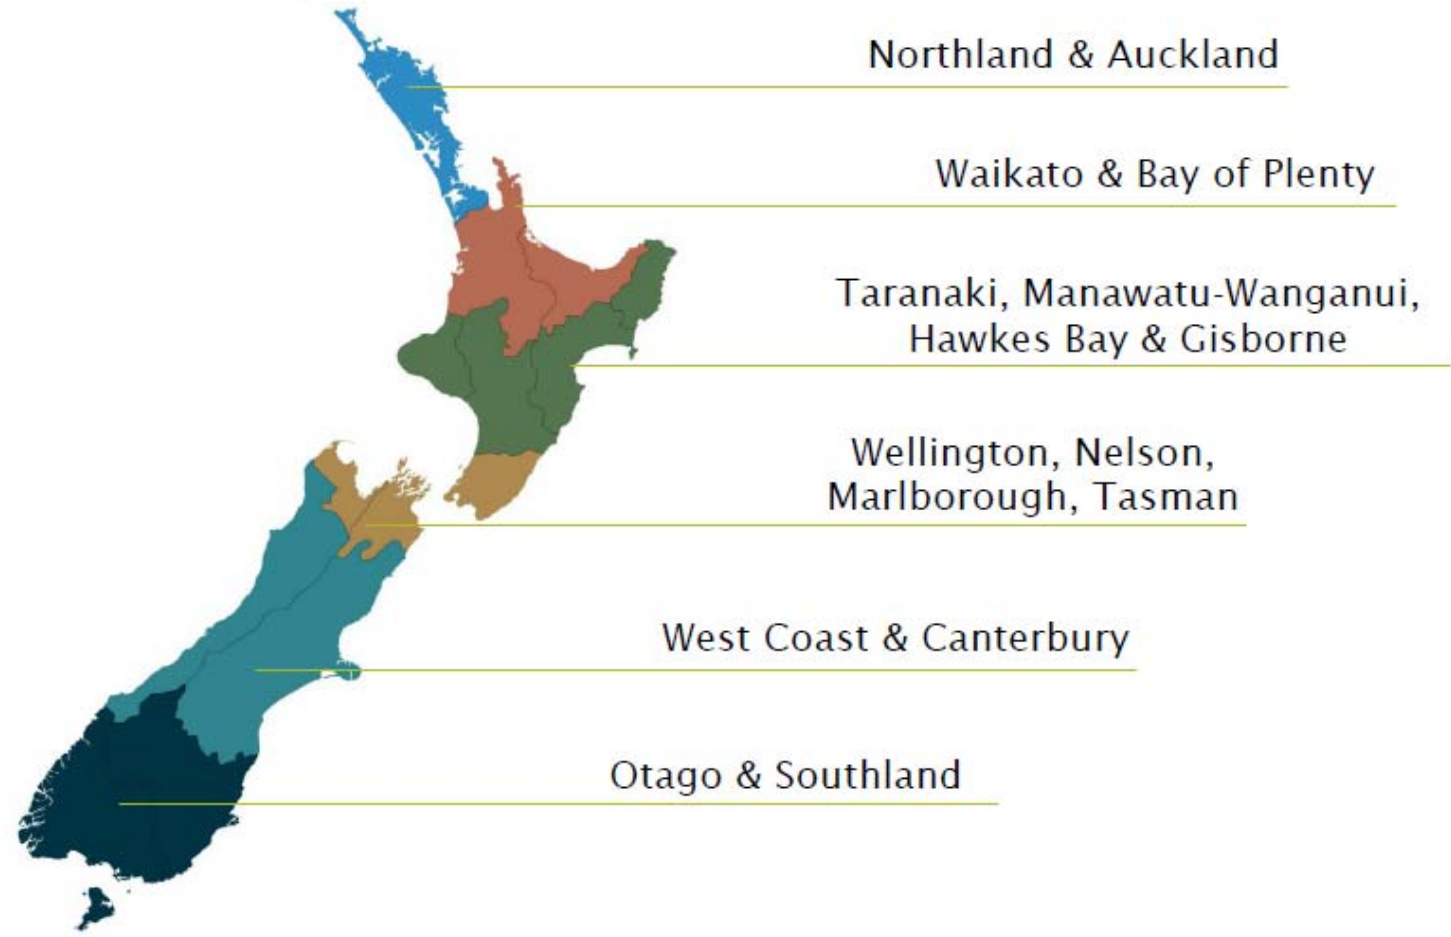 Northland & Auckland
Waikato & Bay of Plenty
Taranaki, Manawatu-Wanganui,
Hawkes Bay & Gisborne
Wellington, Nelson,
Marlborough, Tasman
West Coast & Canterbury
Otago & Southland